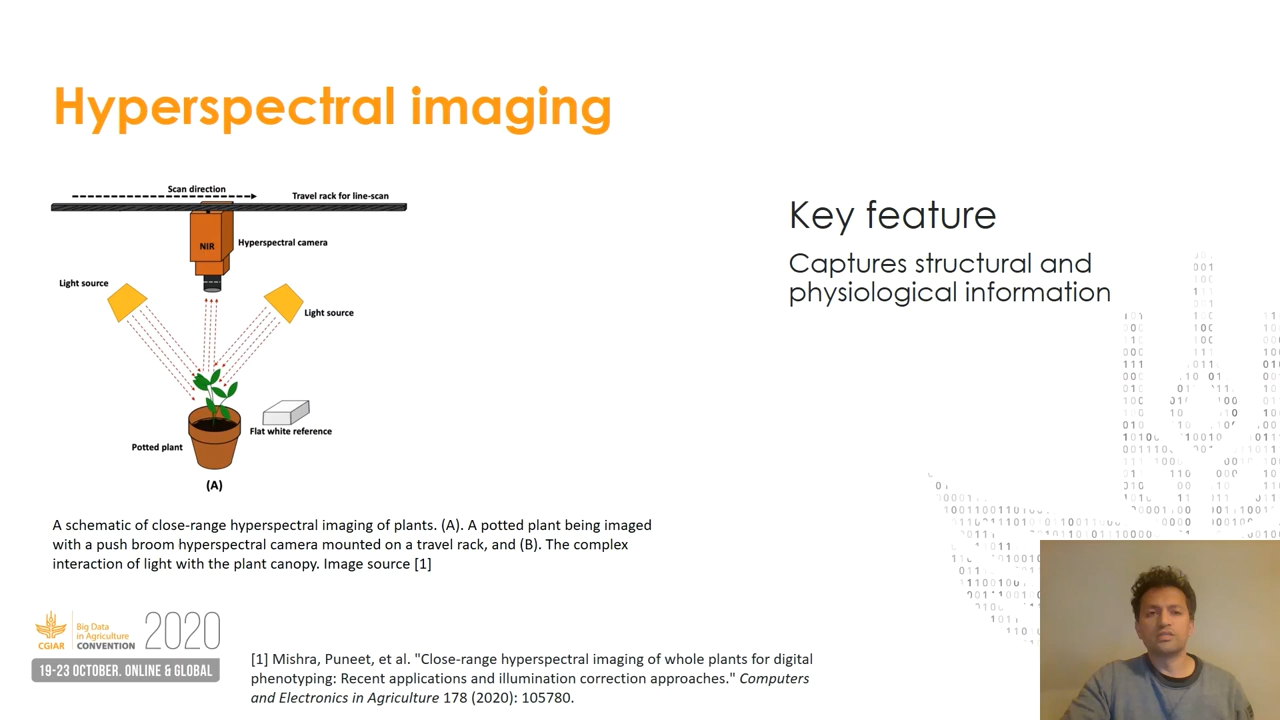 Hyperspectral imaging
Scan direction
Travel rack for line-scan
NIR
Hyperspectral camera
Light source
Light source
Flat white reference
Potted plant
(A)
A schematic of close-range hyperspectral imaging of plants. (A). A potted plant being imaged
with a push broom hyperspectral camera mounted on a travel rack, and (B). The complex
interaction of light with the plant canopy. Image source [1]
Key feature
Captures structural and
physiological information
CGIAR
Big Data
in Agriculture
CONVENTION
2020
19-23 OCTOBER. ONLINE & GLOBAL
[1] Mishra, Puneet, et al. "Close-range hyperspectral imaging of whole plants for digital
phenotyping: Recent applications and illumination correction approaches." Computers
and Electronics in Agriculture 178 (2020): 105780.